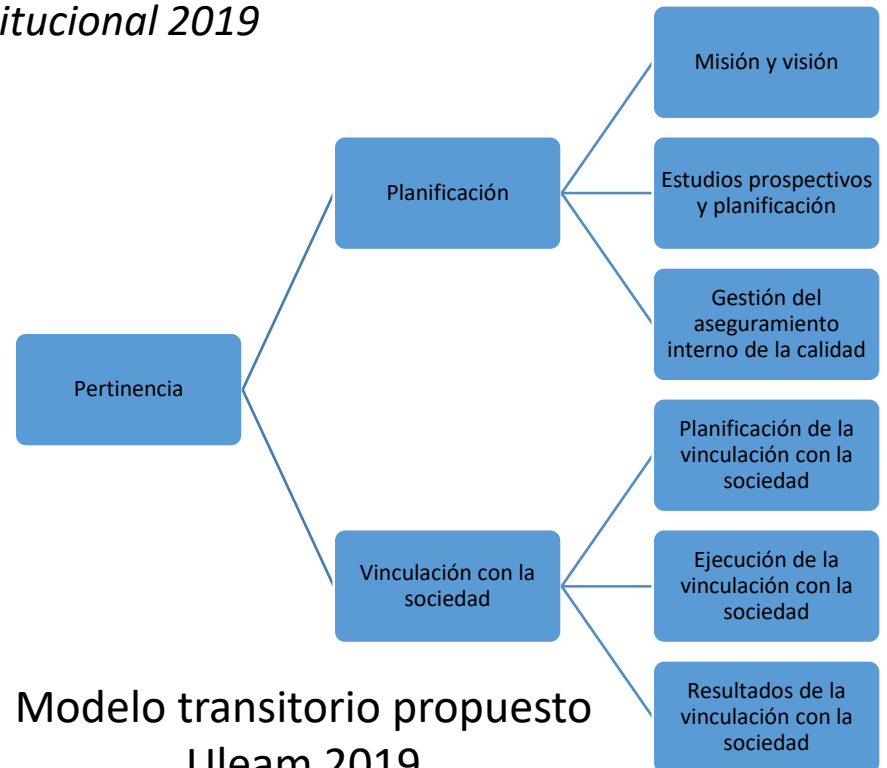 itucional 2019
Misión y visión
Planificación
Estudios prospectivos
y planificación
Gestión del
aseguramiento
interno de la calidad
Pertinencia
Planificación de la
vinculación con la
sociedad
Vinculación con la
sociedad
Ejecución de la
vinculación con la
sociedad
Resultados de la
vinculación con la
sociedad
Modelo transitorio propuesto
Uleam 2019